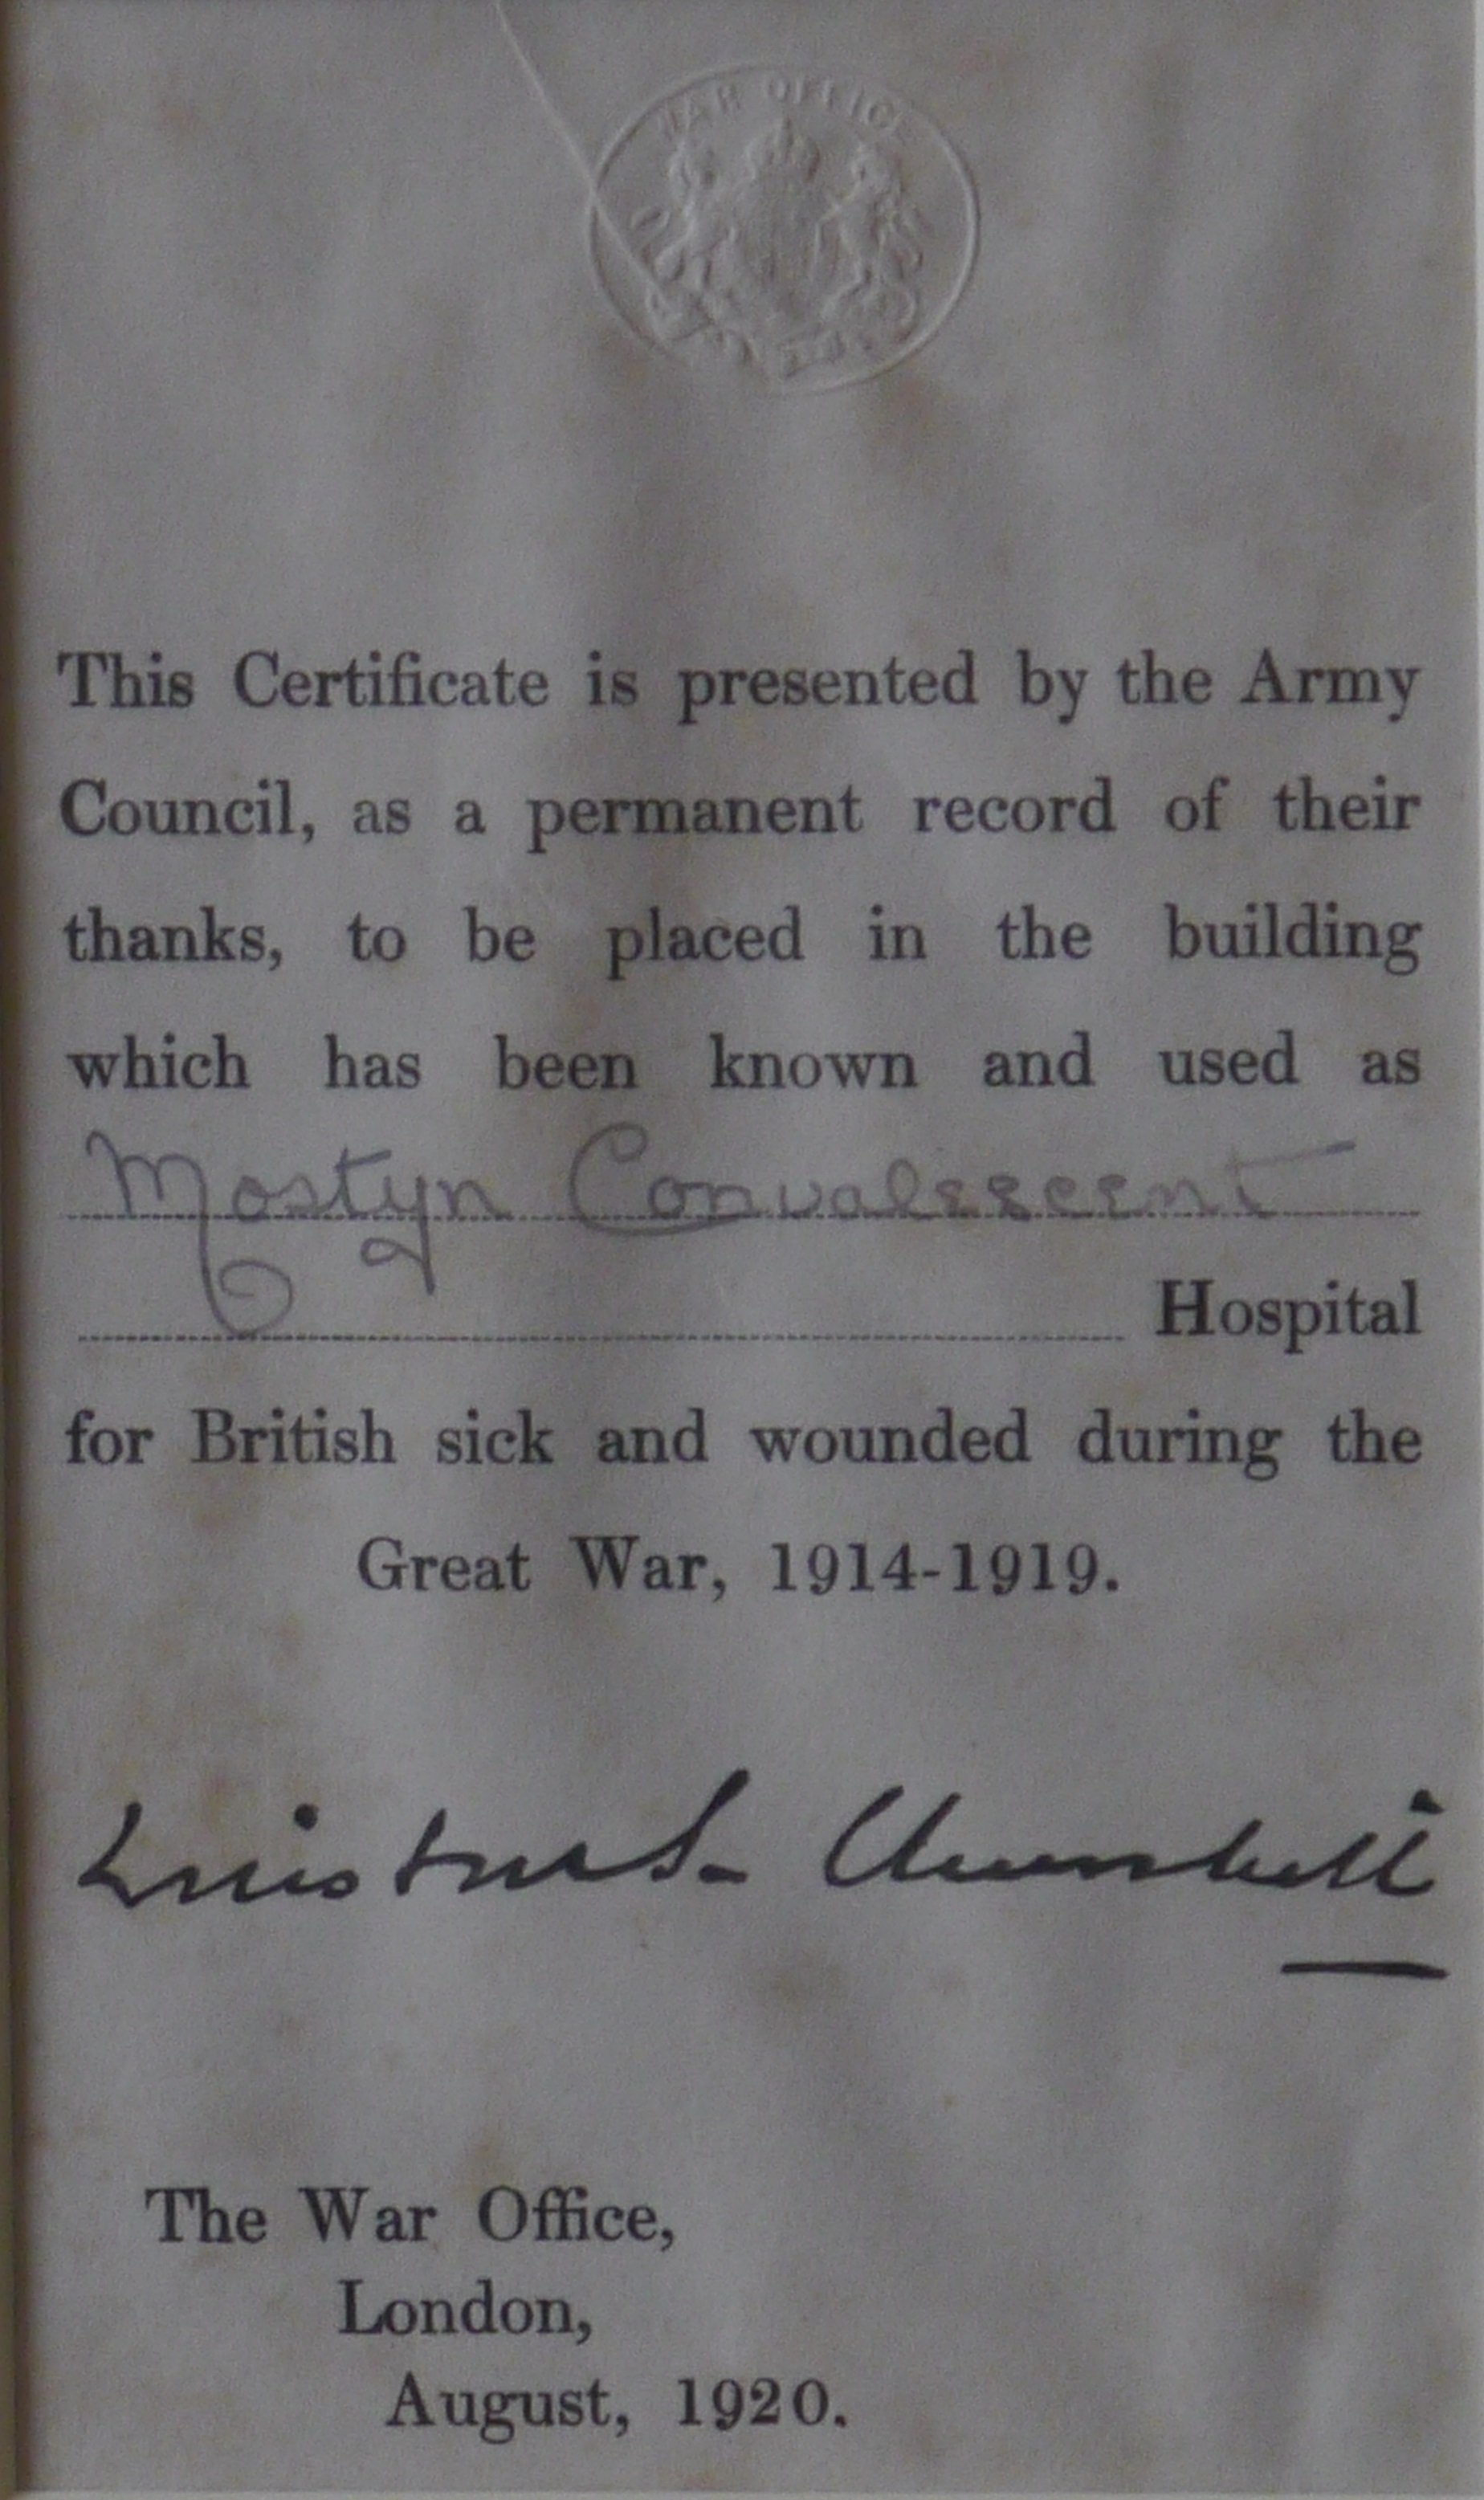 WAR OFFICE
This Certificate is presented by the Army
Council, as a permanent record of their
thanks, to be placed in the building
which has been known and used as
Mostyn Convalescent
Hospital
for British sick and wounded during the
Great War, 1914-1919.
Winston S. Churchill
The War Office,
London,
August, 1920.